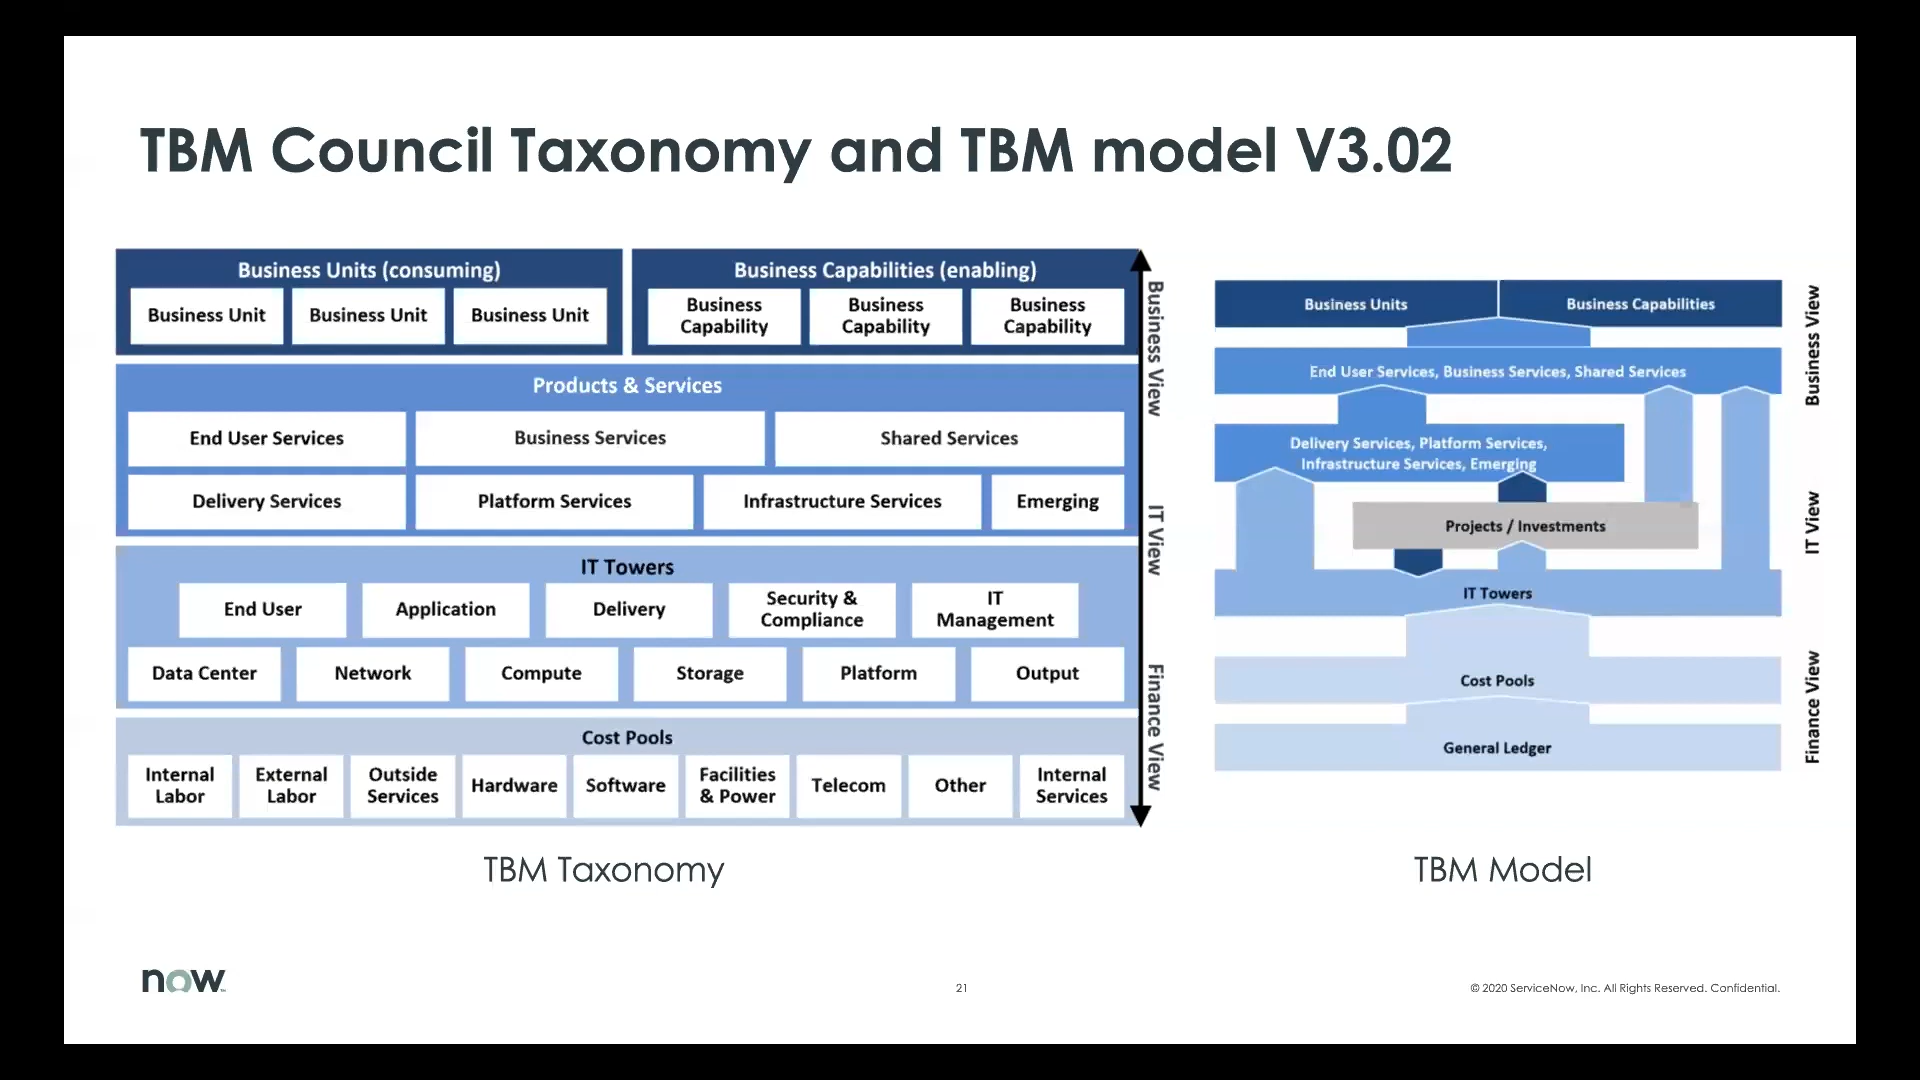 TBM Council Taxonomy and TBM model V3.02
Business Units (consuming)
Business Unit
Business Unit
Business Unit
Business Capabilities (enabling)
Business
Capability
Business
Capability
Business
Capability
Products & Services
End User Services
Business Services
Shared Services
Delivery Services
Platform Services
Infrastructure Services
Emerging
IT Towers
End User
Application
Delivery
Security &
Compliance
IT
Management
Data Center
Network
Compute
Storage
Platform
Output
Cost Pools
Internal
Labor
External
Labor
Outside
Services
Hardware
Software
Facilities
& Power
Telecom
Other
Internal
Services
Business View
IT View
Finance View
TBM Taxonomy
Business Units
Business Capabilities
End User Services, Business Services, Shared Services
Delivery Services, Platform Services,
Infrastructure Services, Emerging
Projects / Investments
IT Towers
Cost Pools
General Ledger
Business View
IT View
Finance View
TBM Model
now
21
© 2020 ServiceNow, Inc. All Rights Reserved. Confidential.